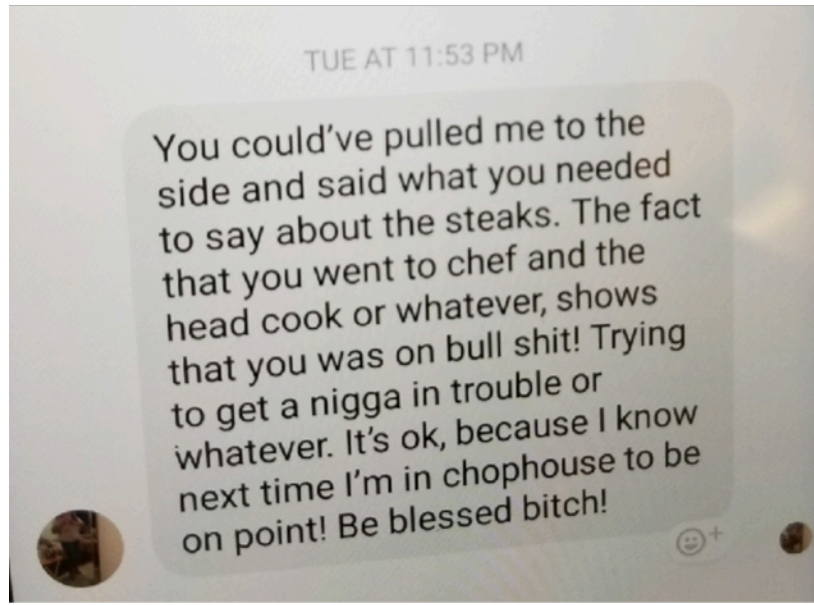 TUE AT 11:53 PM
You could've pulled me to the
side and said what you needed
to say about the steaks. The fact
that you went to chef and the
head cook or whatever, shows
that you was on bull shit! Trying
to get a nigga in trouble or
whatever. It's ok, because I know
next time I'm in chophouse to be
on point! Be blessed bitch!